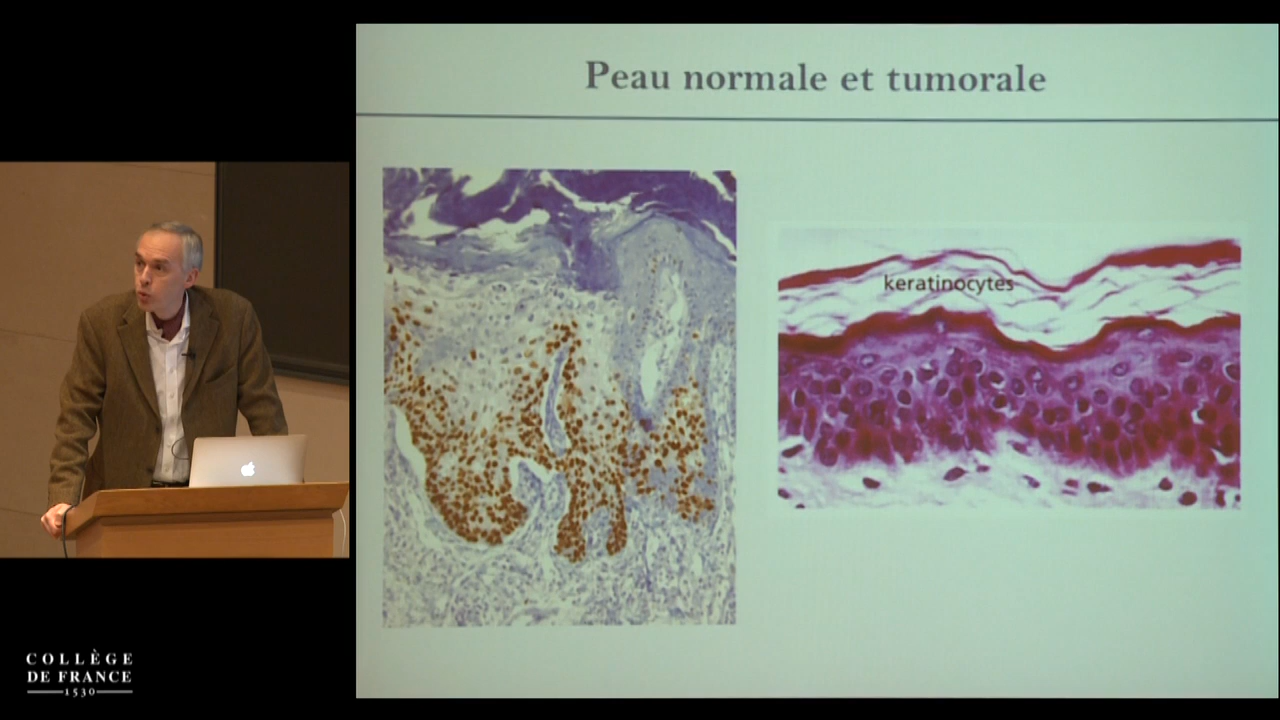 Peau normale et tumorale
keratinocytes
COLLÈGE
DE FRANCE
1530